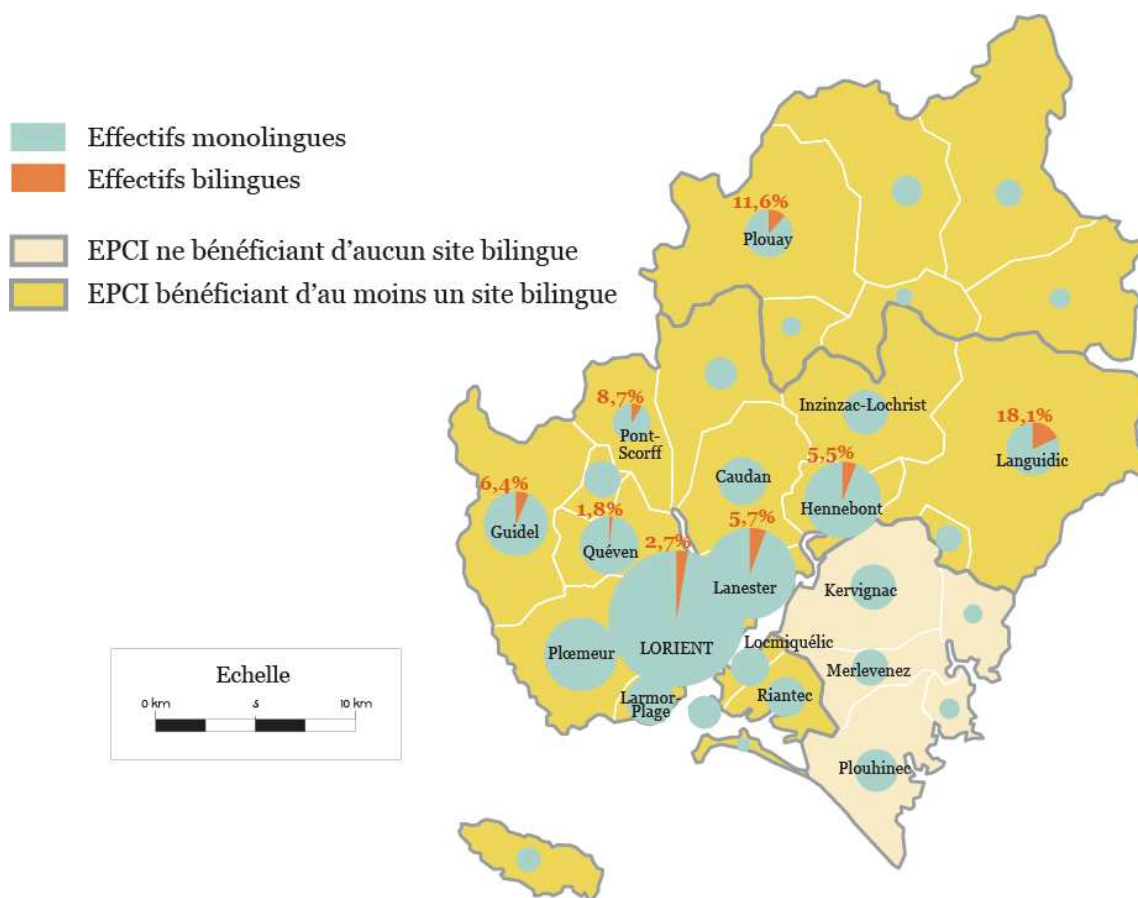 Effectifs monolingues
Effectifs bilingues
EPCI ne bénéficiant d'aucun site bilingue
EPCI bénéficiant d'au moins un site bilingue
11,6%
Plouay
8,7%
Pont-
Scorff
Inzinzac-Lochrist
18,1%
Languidic
6,4%
Guidel
1,8%
Quéven
Caudan
5,5%
Hennebont
2,7%
LORIENT
5,7%
Lanester
Kervignac
Plœmeur
Locmiquélic
Merlevenez
Riantec
Larmor-
Plage
Plouhinec
Echelle
0 km 5 10 km